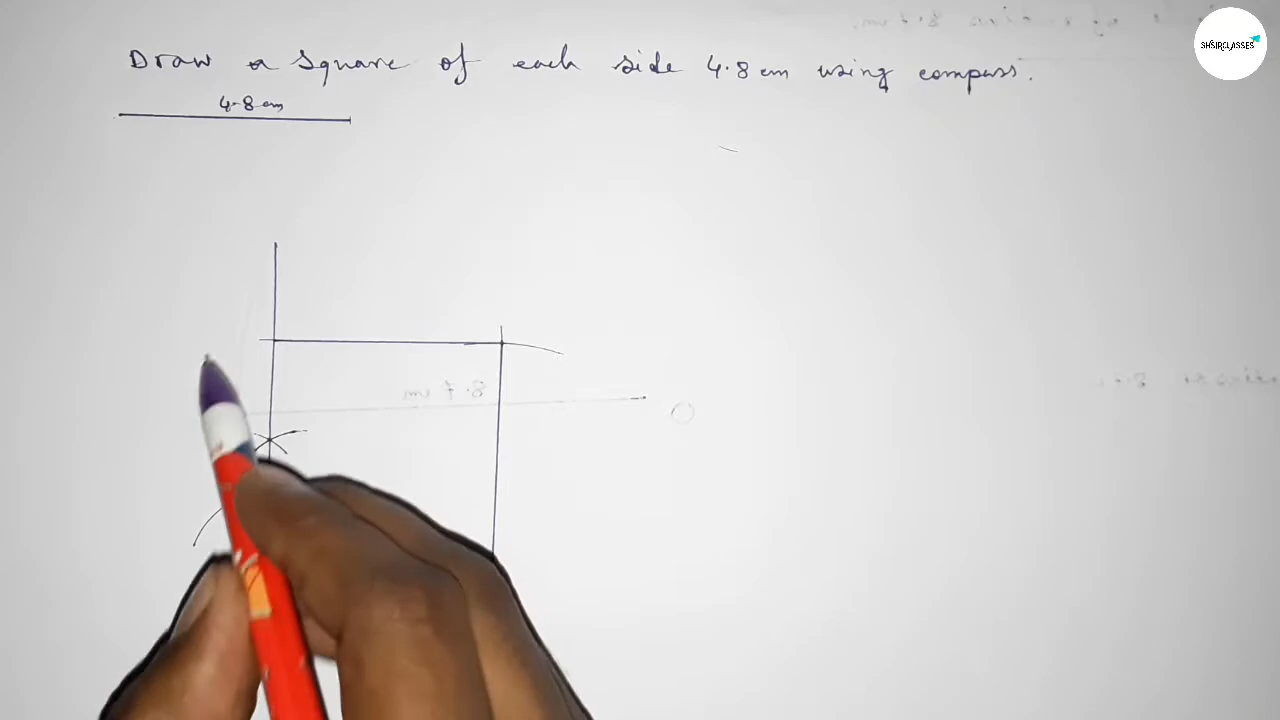 Draw a square of each side 4.8 cm using compass.
4.8 cm
SHSIRCLASSES